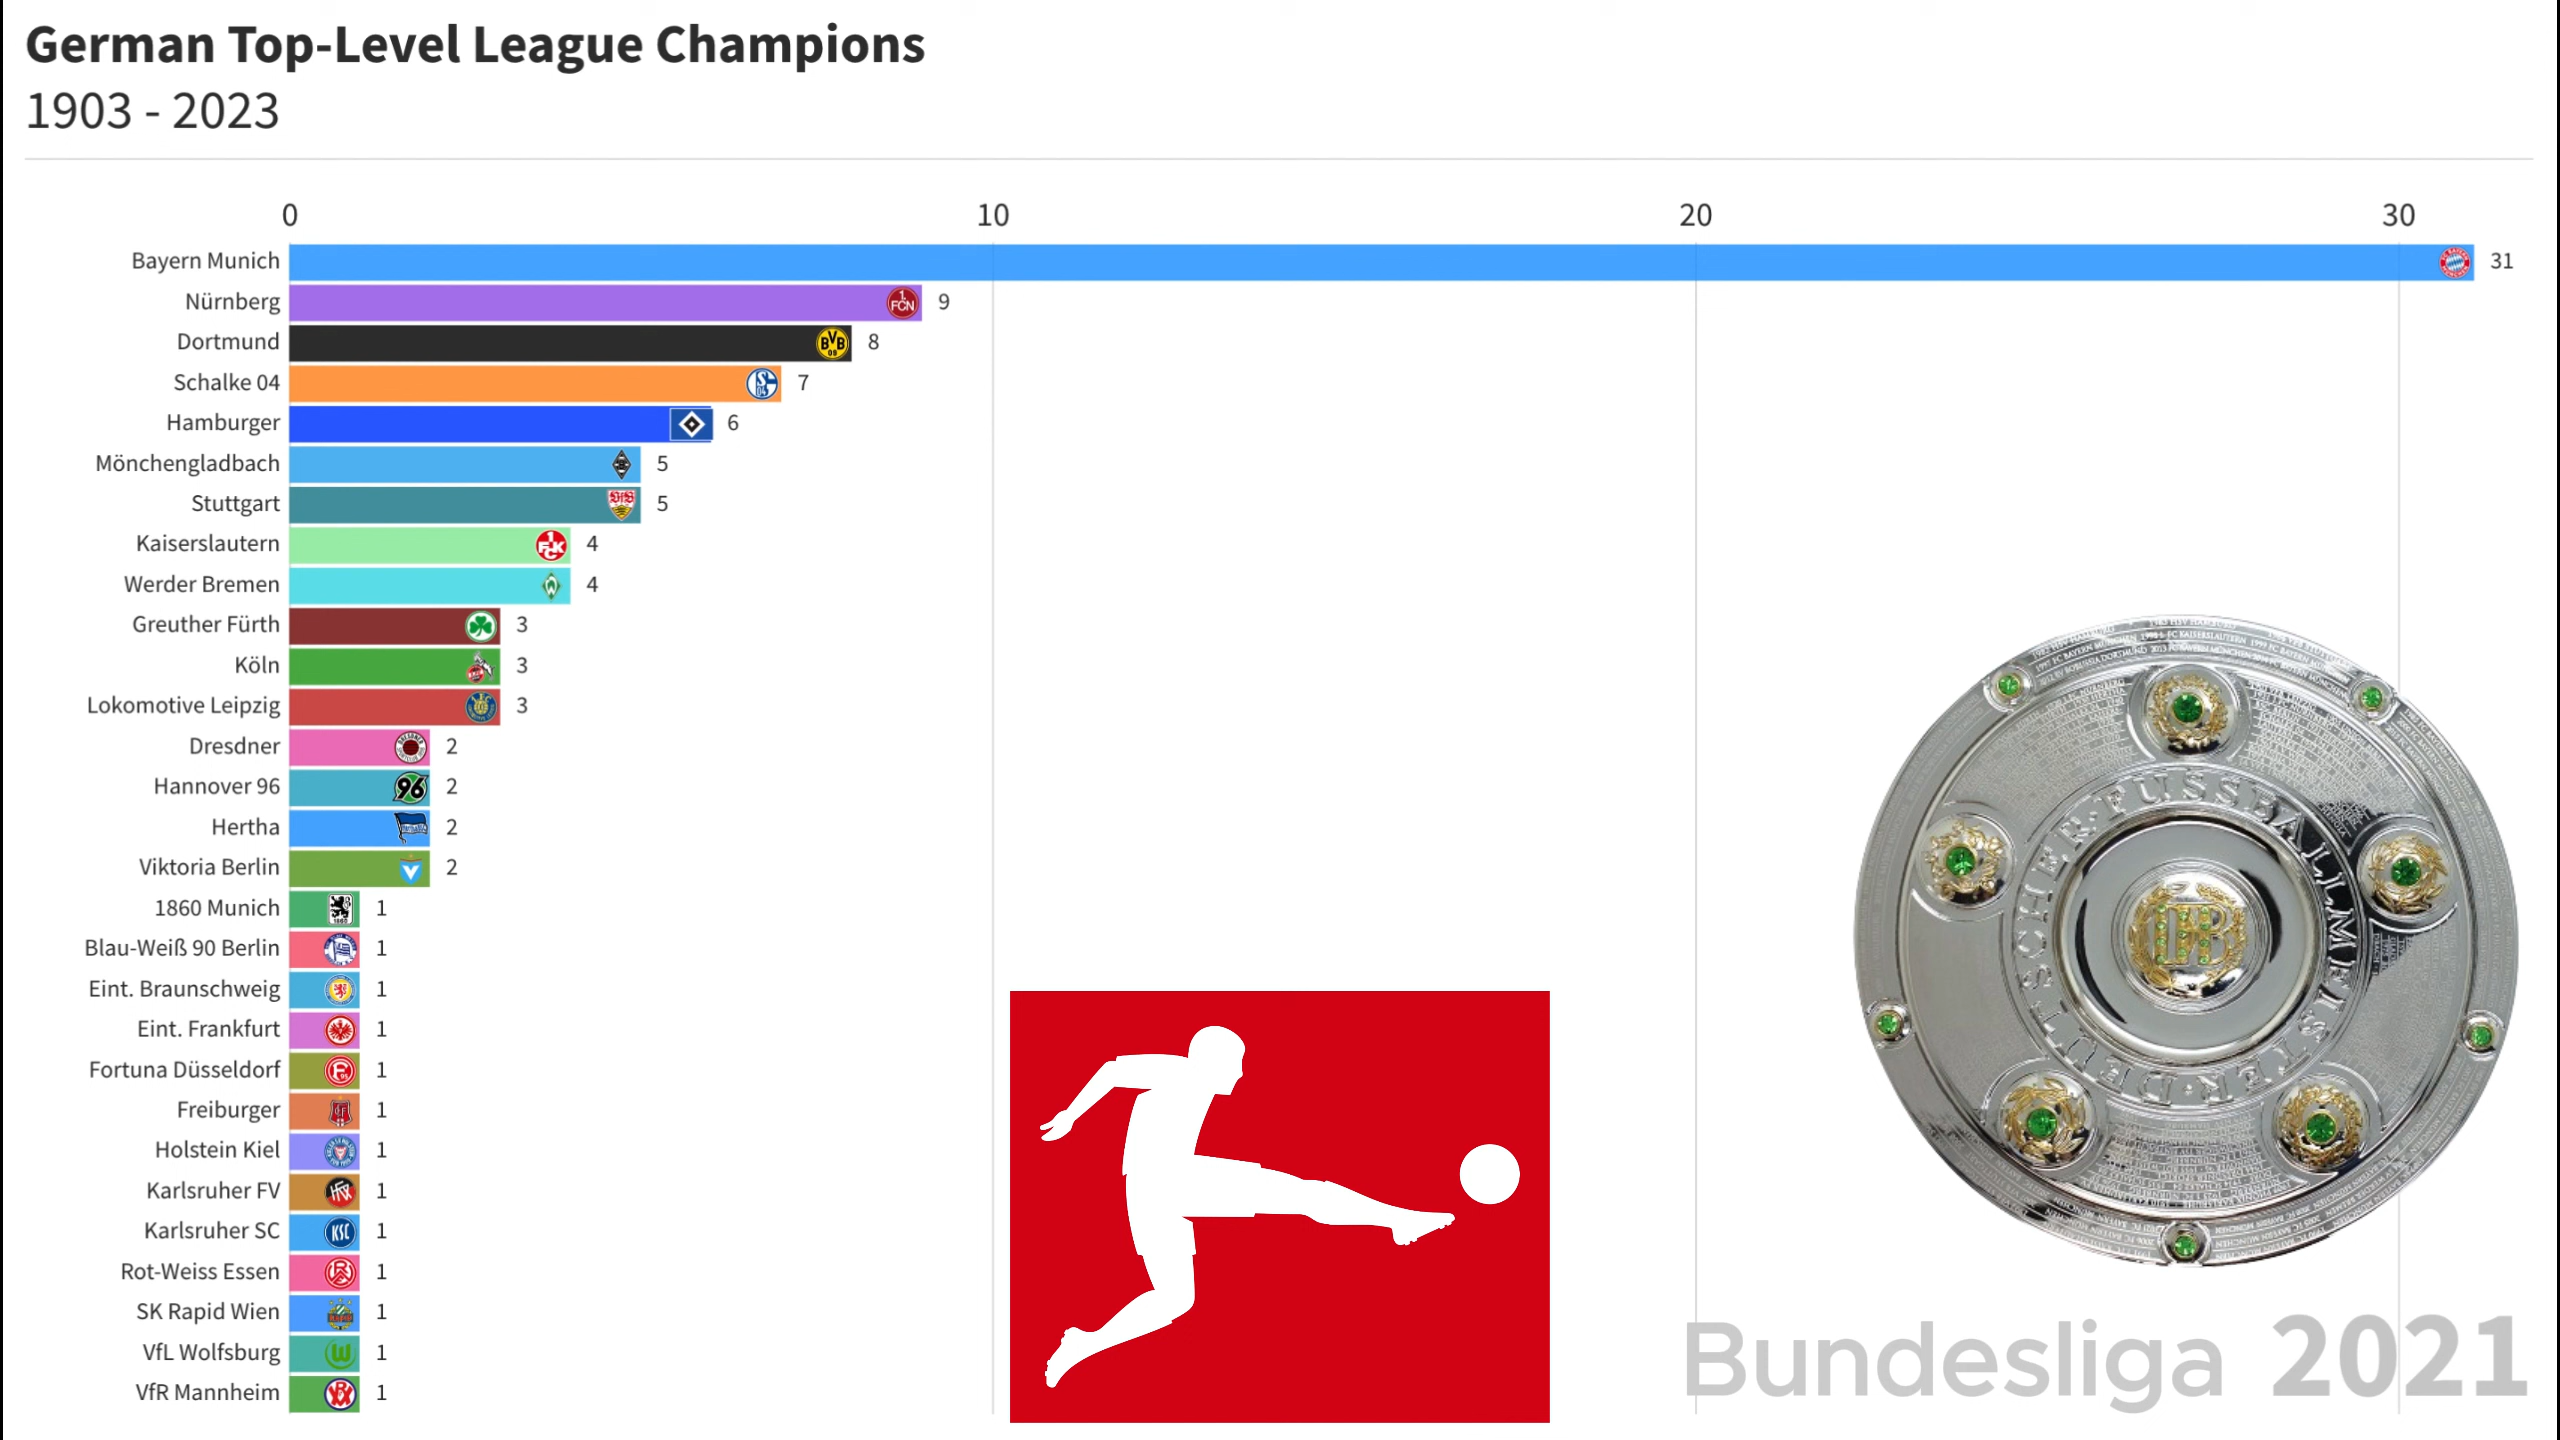 German Top-Level League Champions
1903 - 2023
0 10 20 30
Bayern Munich 31
Nürnberg 9
Dortmund 8
Schalke 04 7
Hamburger 6
Mönchengladbach 5
Stuttgart 5
Kaiserslautern 4
Werder Bremen 4
Greuther Fürth 3
Köln 3
Lokomotive Leipzig 3
Dresdner 2
Hannover 96 2
Hertha 2
Viktoria Berlin 2
1860 Munich 1
Blau-Weiß 90 Berlin 1
Eint. Braunschweig 1
Eint. Frankfurt 1
Fortuna Düsseldorf 1
Freiburger 1
Holstein Kiel 1
Karlsruher FV 1
Karlsruher SC 1
Rot-Weiss Essen 1
SK Rapid Wien 1
VfL Wolfsburg 1
VfR Mannheim 1
DEUTSCHER·FUSSBALLMEISTER·
Bundesliga 2021